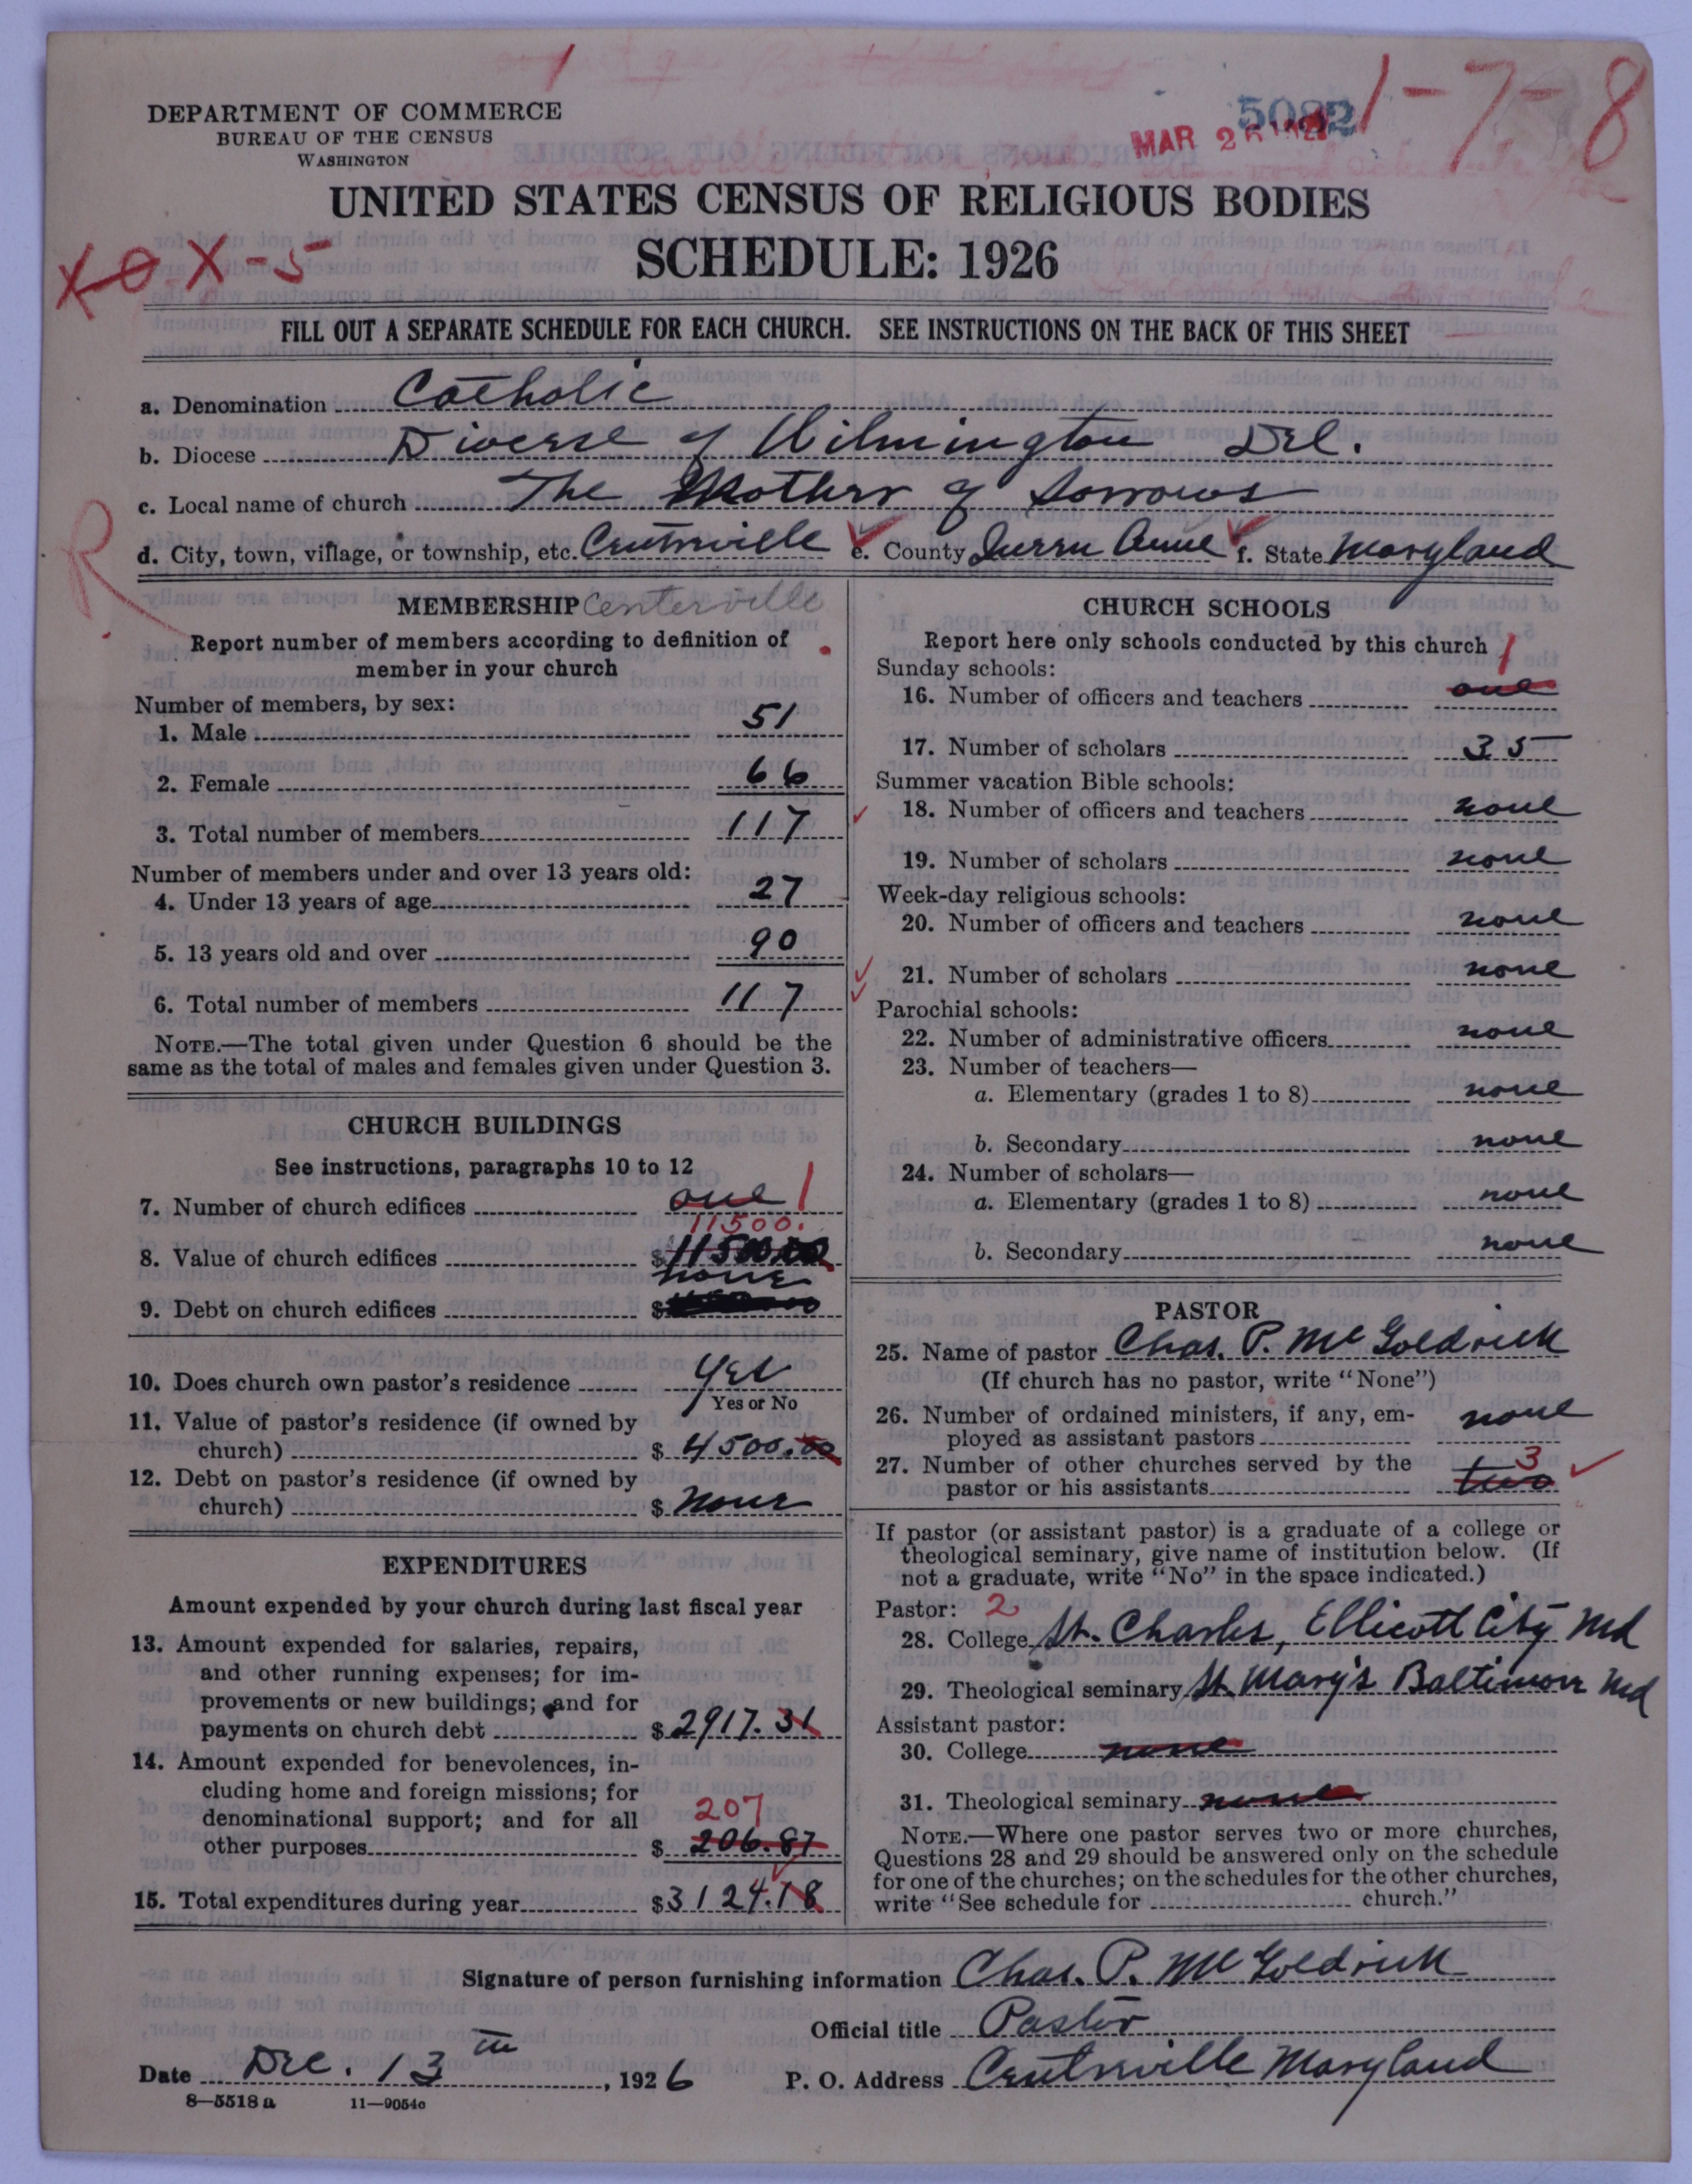 DEPARTMENT OF COMMERCE
BUREAU OF THE CENSUS
WASHINGTON
5082
MAR 26
1-7-8
UNITED STATES CENSUS OF RELIGIOUS BODIES
SCHEDULE: 1926
X-5
FILL OUT A SEPARATE SCHEDULE FOR EACH CHURCH. SEE INSTRUCTIONS ON THE BACK OF THIS SHEET
a. Denomination Catholic
b. Diocese Diocese of Wilmington Del.
c. Local name of church The Mother of Sorrows
d. City, town, village, or township, etc. Centreville e. County Queen Anne f. State Maryland
R
MEMBERSHIP Centerville
Report number of members according to definition of
member in your church
Number of members, by sex:
1. Male 51
2. Female 66
3. Total number of members 117
Number of members under and over 13 years old:
4. Under 13 years of age 27
5. 13 years old and over 90
6. Total number of members 117
NOTE.—The total given under Question 6 should be the
same as the total of males and females given under Question 3.
CHURCH BUILDINGS
See instructions, paragraphs 10 to 12
7. Number of church edifices one 1
11500.
8. Value of church edifices $ 11500.00
none
9. Debt on church edifices $
10. Does church own pastor's residence Yes
Yes or No
11. Value of pastor's residence (if owned by
church) $ 4500.00
12. Debt on pastor's residence (if owned by
church) $ none
EXPENDITURES
Amount expended by your church during last fiscal year
13. Amount expended for salaries, repairs,
and other running expenses; for im-
provements or new buildings; and for
payments on church debt $ 2917.31
14. Amount expended for benevolences, in-
cluding home and foreign missions; for
denominational support; and for all
207
other purposes $ 206.87
15. Total expenditures during year $ 3124.18
CHURCH SCHOOLS
Report here only schools conducted by this church
Sunday schools:
16. Number of officers and teachers one 1
17. Number of scholars 35
Summer vacation Bible schools:
18. Number of officers and teachers none
19. Number of scholars none
Week-day religious schools:
20. Number of officers and teachers none
21. Number of scholars none
Parochial schools:
22. Number of administrative officers none
23. Number of teachers—
a. Elementary (grades 1 to 8) none
b. Secondary none
24. Number of scholars—
a. Elementary (grades 1 to 8) none
b. Secondary none
PASTOR
25. Name of pastor Chas. P. McGoldrick
(If church has no pastor, write "None")
26. Number of ordained ministers, if any, em-
ployed as assistant pastors none
27. Number of other churches served by the 3
pastor or his assistants two
If pastor (or assistant pastor) is a graduate of a college or
theological seminary, give name of institution below. (If
not a graduate, write "No" in the space indicated.)
Pastor: 2
28. College St. Charles, Ellicott City Md
29. Theological seminary St. Mary's Baltimore Md
Assistant pastor:
30. College none
31. Theological seminary none
NOTE.—Where one pastor serves two or more churches,
Questions 28 and 29 should be answered only on the schedule
for one of the churches; on the schedules for the other churches,
write "See schedule for church."
Signature of person furnishing information Chas. P. McGoldrick
Official title Pastor
Date Dec. 13th, 1926 P. O. Address Centreville Maryland
8—5518 a 11—9054c